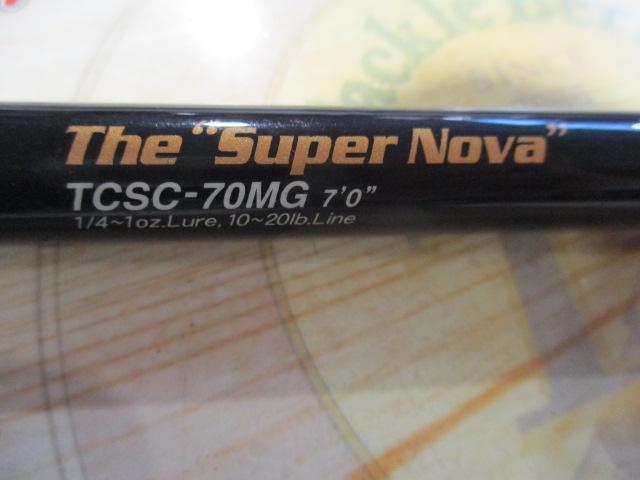 The "Super Nova"
TCSC-70MG 7'0"
1/4~1oz.Lure, 10~20lb.Line